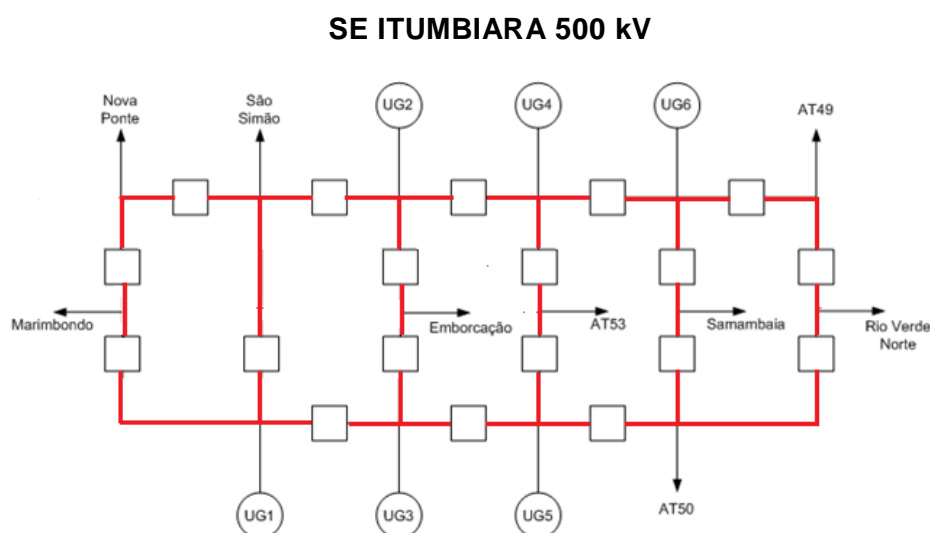 SE ITUMBIARA 500 kV
Nova
Ponte
São
Simão
UG2
UG4
UG6
AT49
Marimbondo
Emborcação
AT53
Samambaia
Rio Verde
Norte
UG1
UG3
UG5
AT50